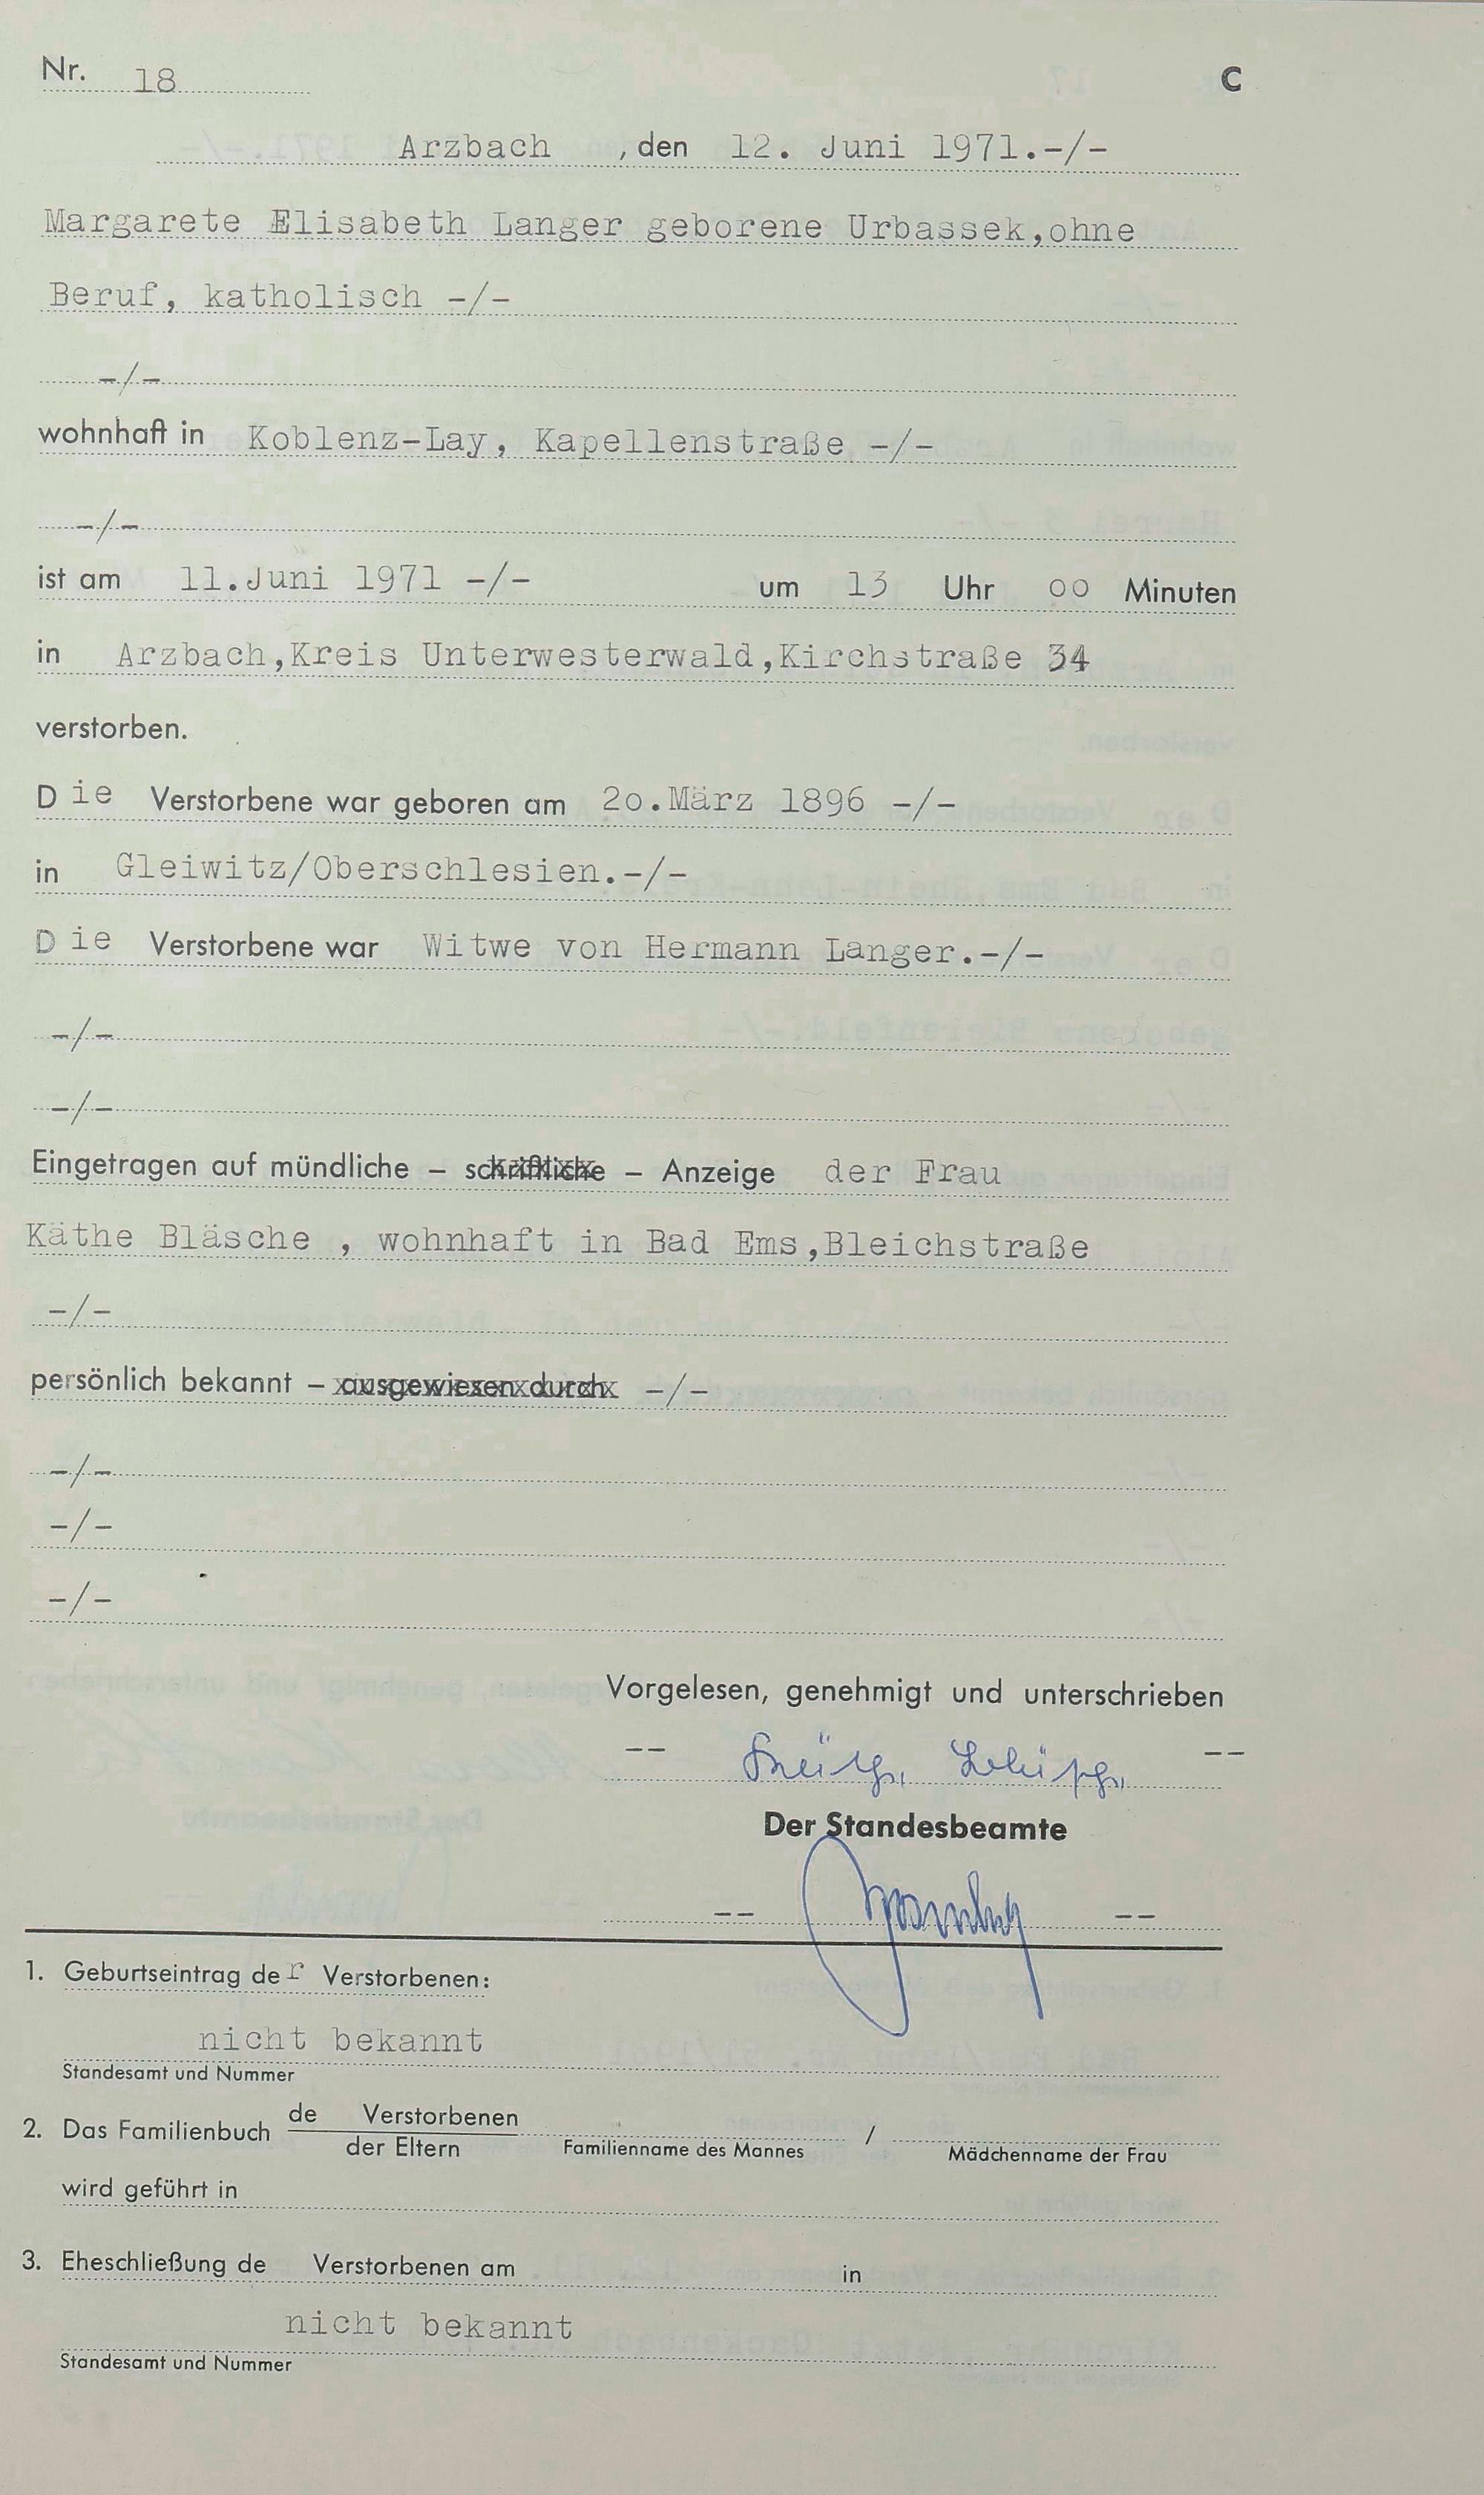 Nr. 18 C
Arzbach , den 12. Juni 1971.-/-
Margarete Elisabeth Langer geborene Urbassek,ohne
Beruf, katholisch -/-
-/-
wohnhaft in Koblenz-Lay, Kapellenstraße -/-
-/-
ist am 11.Juni 1971 -/- um 13 Uhr oo Minuten
in Arzbach,Kreis Unterwesterwald,Kirchstraße 34
verstorben.
Die Verstorbene war geboren am 2o.März 1896 -/-
in Gleiwitz/Oberschlesien.-/-
Die Verstorbene war Witwe von Hermann Langer.-/-
-/-
-/-
Eingetragen auf mündliche – schriftliche – Anzeige der Frau
Käthe Bläsche , wohnhaft in Bad Ems,Bleichstraße
-/-
persönlich bekannt – ausgewiesen durch -/-
-/-
-/-
-/-
Vorgelesen, genehmigt und unterschrieben
-- --
Der Standesbeamte
-- --
1. Geburtseintrag der Verstorbenen:
nicht bekannt
Standesamt und Nummer
2. Das Familienbuch de Verstorbenen
der Eltern Familienname des Mannes / Mädchenname der Frau
wird geführt in
3. Eheschließung de Verstorbenen am in
nicht bekannt
Standesamt und Nummer